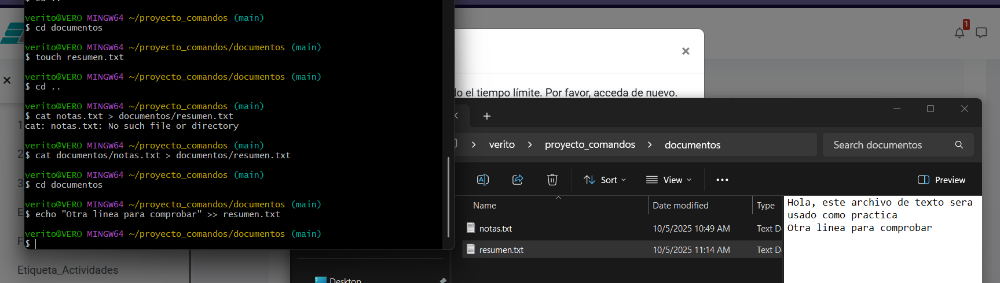 $ cd ..
verito@VERO MINGW64 ~/proyecto_comandos (main)
$ cd documentos
verito@VERO MINGW64 ~/proyecto_comandos/documentos (main)
$ touch resumen.txt
verito@VERO MINGW64 ~/proyecto_comandos/documentos (main)
$ cd ..
verito@VERO MINGW64 ~/proyecto_comandos (main)
$ cat notas.txt > documentos/resumen.txt
cat: notas.txt: No such file or directory
verito@VERO MINGW64 ~/proyecto_comandos (main)
$ cat documentos/notas.txt > documentos/resumen.txt
verito@VERO MINGW64 ~/proyecto_comandos (main)
$ cd documentos
verito@VERO MINGW64 ~/proyecto_comandos/documentos (main)
$ echo "Otra linea para comprobar" >> resumen.txt
verito@VERO MINGW64 ~/proyecto_comandos/documentos (main)
$
1
2
3
E
F
Etiqueta_Actividades
1
el tiempo límite. Por favor, acceda de nuevo.
verito > proyecto_comandos > documentos
Search documentos
Sort
View
Preview
Name Date modified Type
notas.txt 10/5/2025 10:49 AM Text D
resumen.txt 10/5/2025 11:14 AM Text D
Desktop
Hola, este archivo de texto sera
usado como practica
Otra linea para comprobar